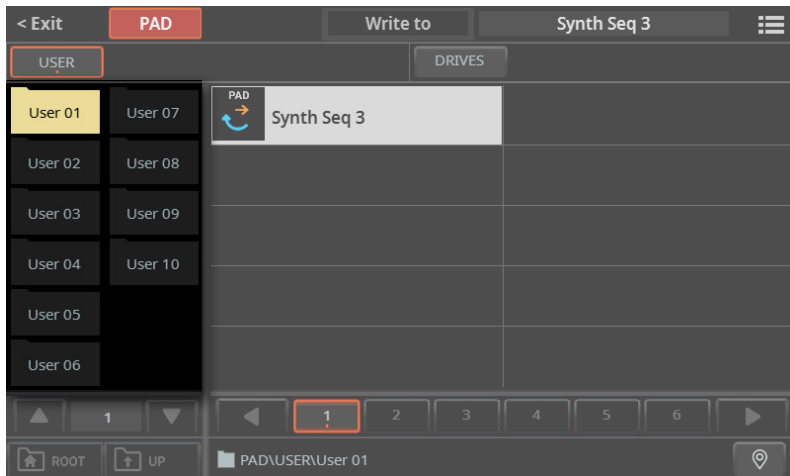 < Exit PAD Write to Synth Seq 3
USER DRIVES
User 01 User 07 PAD Synth Seq 3
User 02 User 08
User 03 User 09
User 04 User 10
User 05
User 06
1 1 2 3 4 5 6
ROOT UP PAD\USER\User 01